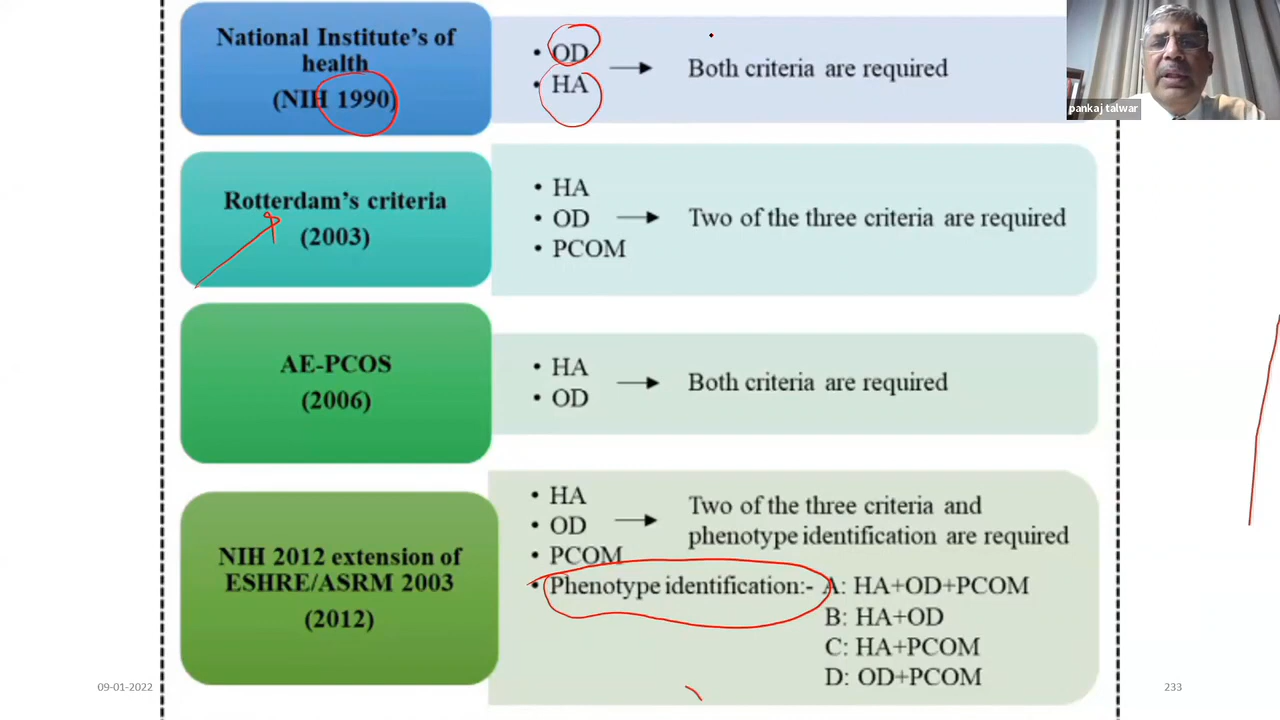 National Institute's of
health
(NIH 1990)
• OD
• HA
Both criteria are required
pankaj talwar
Rotterdam's criteria
(2003)
• HA
• OD
• PCOM
Two of the three criteria are required
AE-PCOS
(2006)
• HA
• OD
Both criteria are required
NIH 2012 extension of
ESHRE/ASRM 2003
(2012)
• HA
• OD
• PCOM
Two of the three criteria and
phenotype identification are required
• Phenotype identification:- A: HA+OD+PCOM
B: HA+OD
C: HA+PCOM
D: OD+PCOM
09-01-2022
233